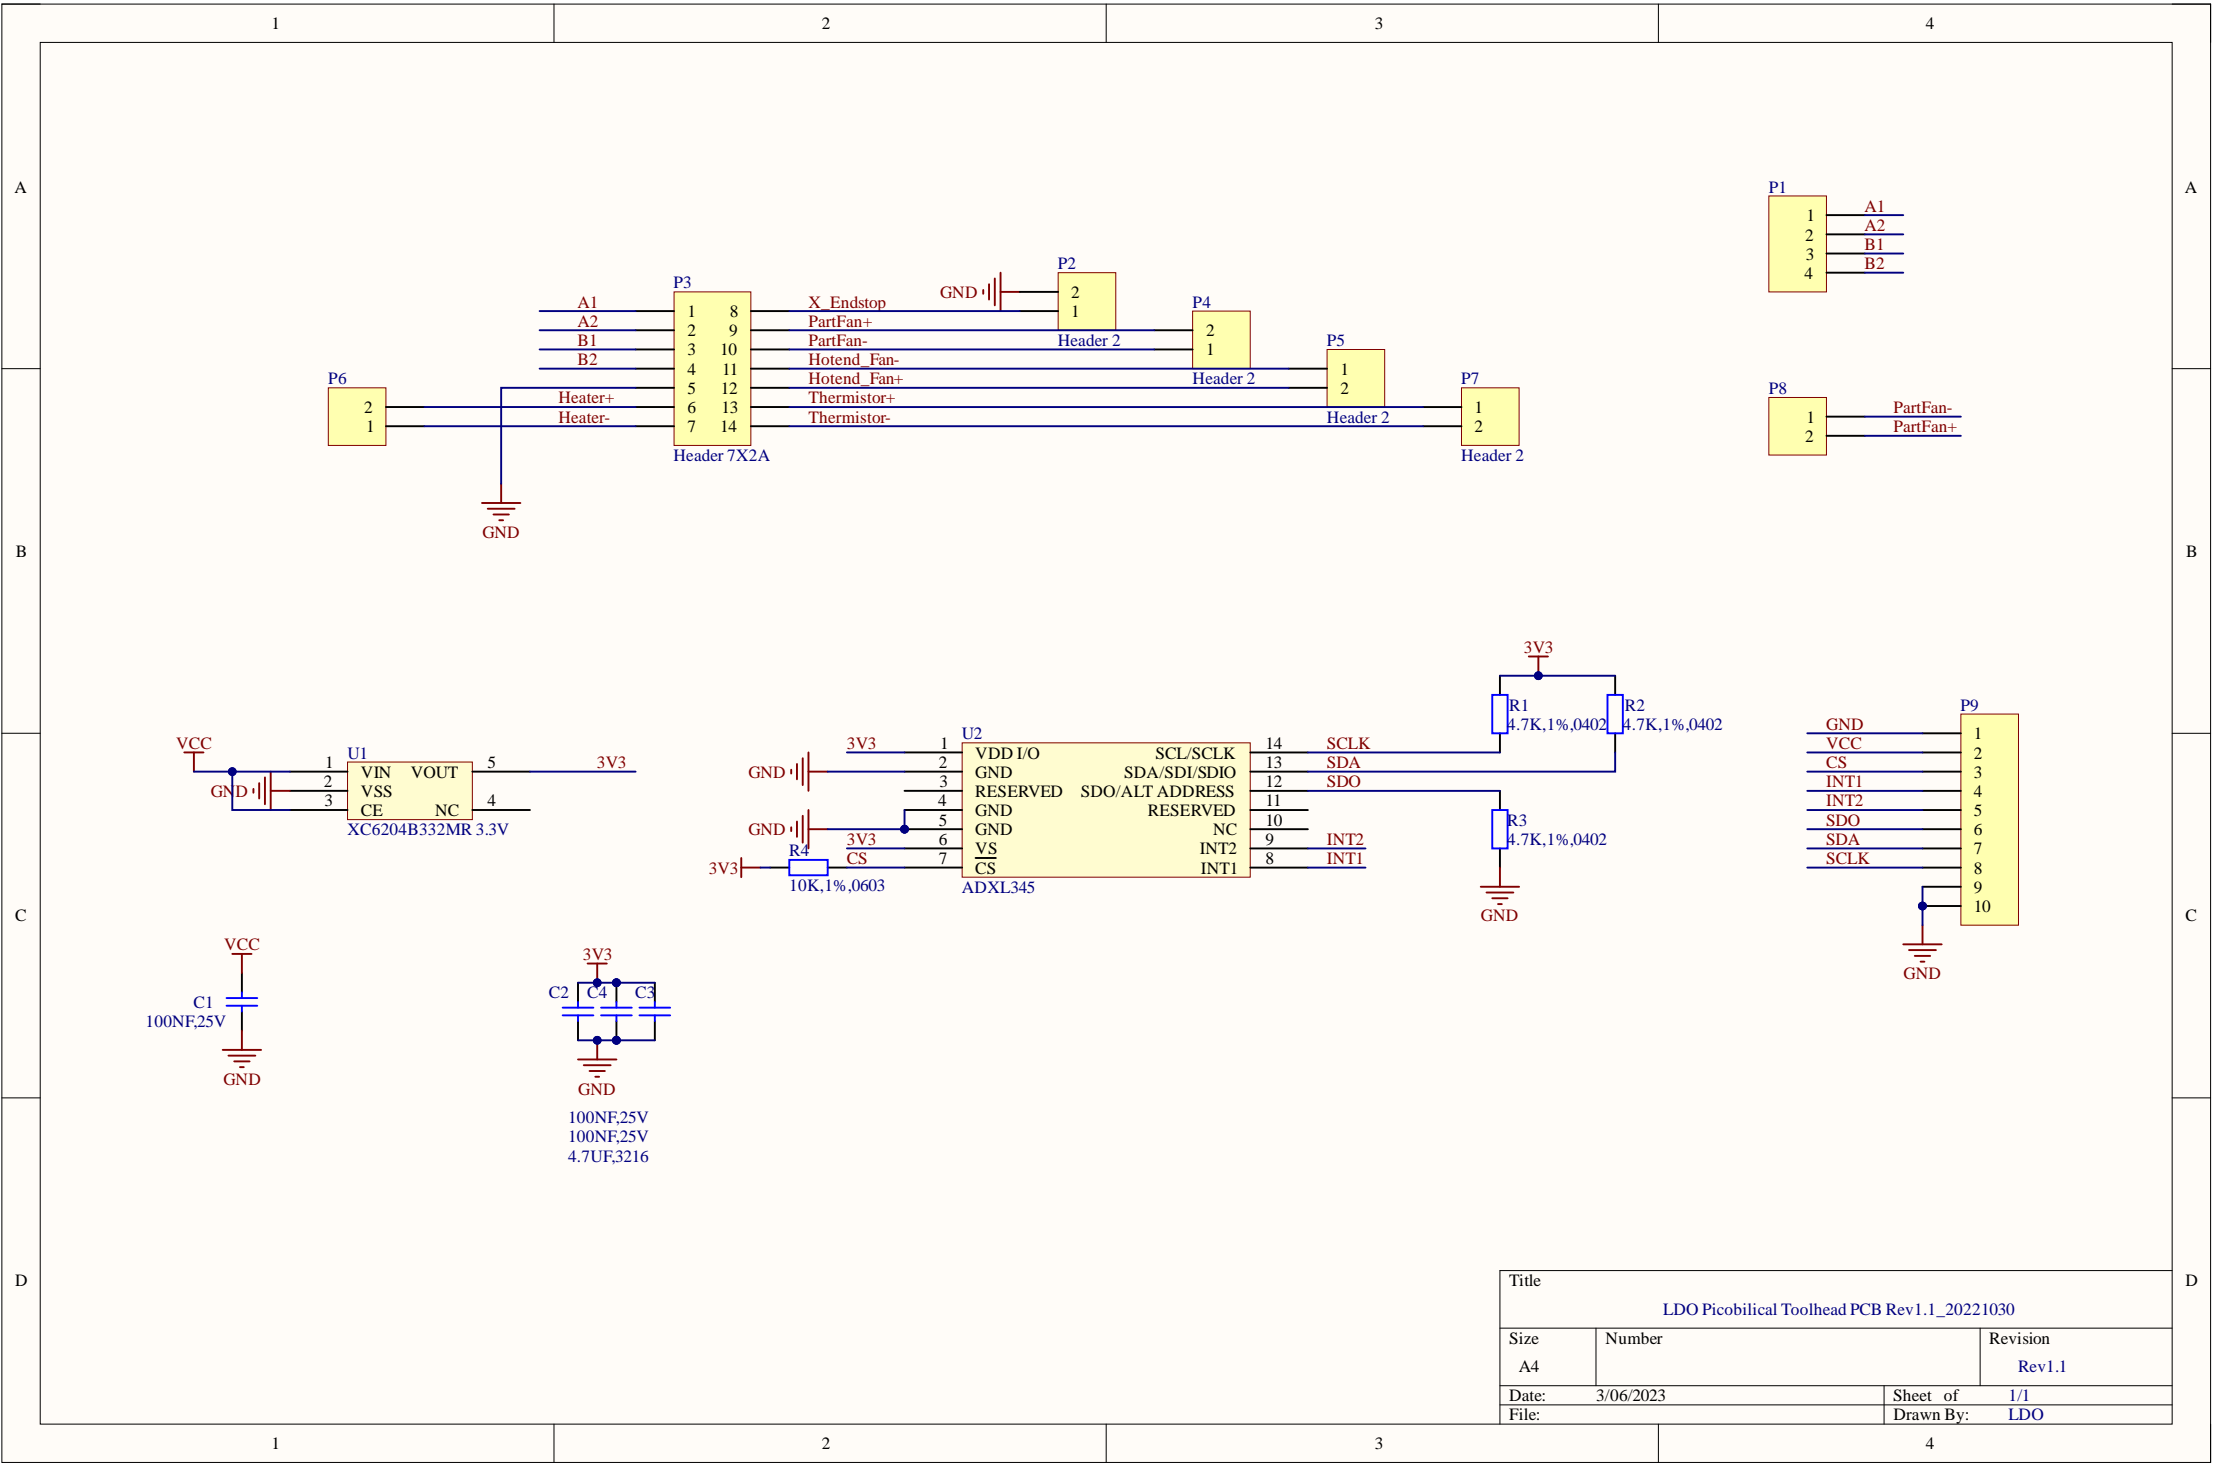 1 2 3 4
A A
B B
C C
D D
P1
1 A1
2 A2
3 B1
4 B2
P3
A1 1 8 X_Endstop
A2 2 9 PartFan+
B1 3 10 PartFan-
B2 4 11 Hotend_Fan-
5 12 Hotend_Fan+
Heater+ 6 13 Thermistor+
Heater- 7 14 Thermistor-
Header 7X2A
GND
P6
2
1
P2
GND 2
1
Header 2
P4
2
1
Header 2
P5
1
2
Header 2
P7
1
2
Header 2
P8
1 PartFan-
2 PartFan+
VCC
U1
1 VIN VOUT 5 3V3
GND 2 VSS
3 CE NC 4
XC6204B332MR 3.3V
U2
3V3 1 VDD I/O SCL/SCLK 14 SCLK
GND 2 GND SDA/SDI/SDIO 13 SDA
3 RESERVED SDO/ALT ADDRESS 12 SDO
4 GND RESERVED 11
GND 5 GND NC 10
3V3 6 VS INT2 9 INT2
3V3 R4 CS 7 CS INT1 8 INT1
10K,1%,0603
ADXL345
3V3
R1 R2
4.7K,1%,0402 4.7K,1%,0402
R3
4.7K,1%,0402
GND
P9
GND 1
VCC 2
CS 3
INT1 4
INT2 5
SDO 6
SDA 7
SCLK 8
9
10
GND
VCC
C1
100NF,25V
GND
3V3
C2 C4 C3
GND
100NF,25V
100NF,25V
4.7UF,3216
Title
LDO Picobilical Toolhead PCB Rev1.1_20221030
Size Number Revision
A4 Rev1.1
Date: 3/06/2023 Sheet of 1/1
File: Drawn By: LDO
1 2 3 4